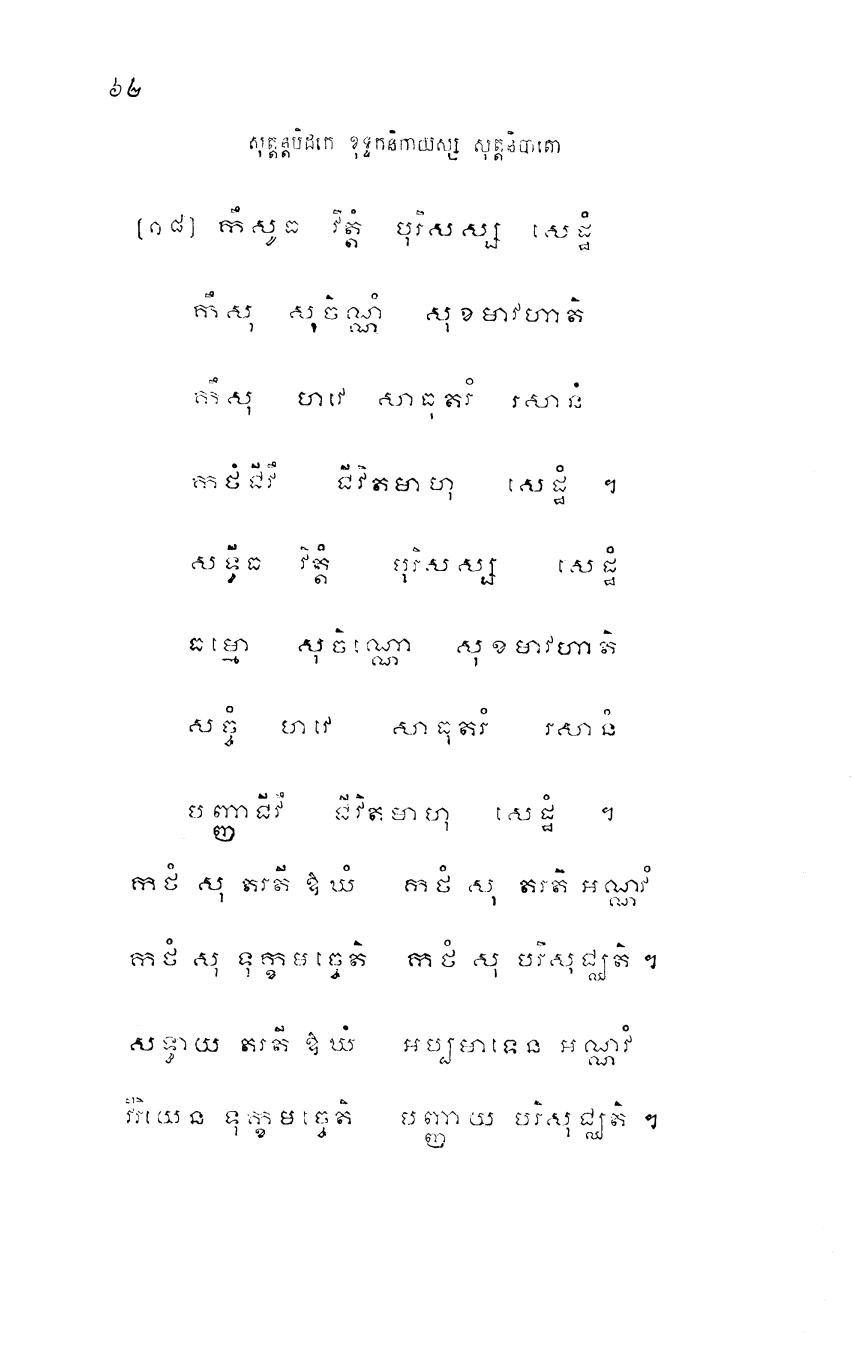 ៦២
សុត្តន្តបិដកេ ខុទ្ទកនិកាយស្ស សុត្តនិបាតោ
[១៨] កឹសូធ វិត្តំ បុរិសស្ស សេដ្ឋំ
កឹសុ សុចិណ្ណំ សុខមាវហាតិ
កឹសុ ហវេ សាធុតរំ រសានំ
កថំជីវឹ ជីវិតមាហុ សេដ្ឋំ ។
សទ្ធីធ វិត្តំ បុរិសស្ស សេដ្ឋំ
ធម្មោ សុចិណ្ណោ សុខមាវហាតិ
សច្ចំ ហវេ សាធុតរំ រសានំ
បញ្ញាជីវឹ ជីវិតមាហុ សេដ្ឋំ ។
កថំ សុ តរតី ឱឃំ កថំ សុ តរតិ អណ្ណវំ
កថំ សុ ទុក្ខមច្ចេតិ កថំ សុ បរិសុជ្ឈតិ ។
សទ្ធាយ តរតី ឱឃំ អប្បមាទេន អណ្ណវំ
វីរិយេន ទុក្ខមច្ចេតិ បញ្ញាយ បរិសុជ្ឈតិ ។